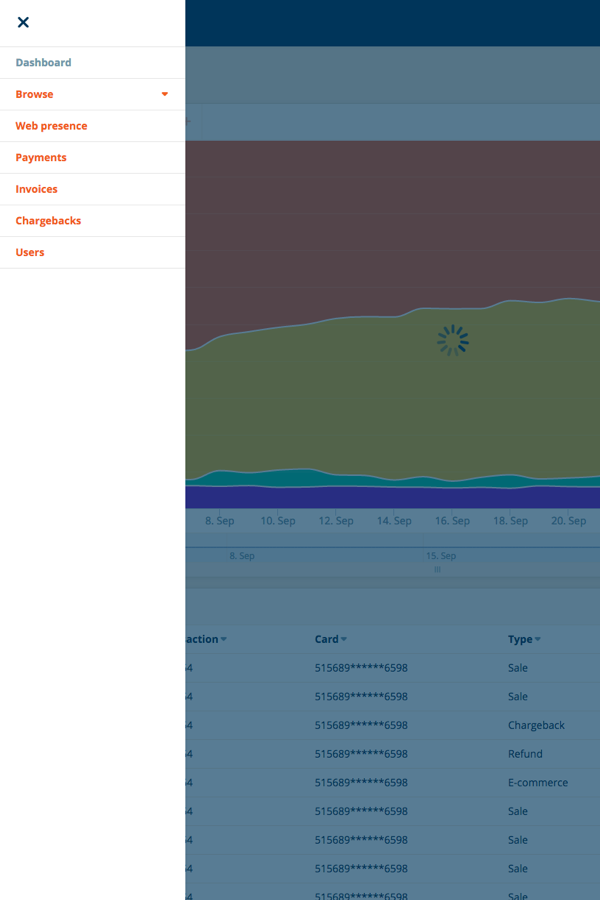 Dashboard
Browse
Web presence
Payments
Invoices
Chargebacks
Users
8. Sep 10. Sep 12. Sep 14. Sep 16. Sep 18. Sep 20. Sep
8. Sep 15. Sep
action Card Type
4 515689******6598 Sale
4 515689******6598 Sale
4 515689******6598 Chargeback
4 515689******6598 Refund
4 515689******6598 E-commerce
4 515689******6598 Sale
4 515689******6598 Sale
4 515689******6598 Sale
4 515689******6598 Sale